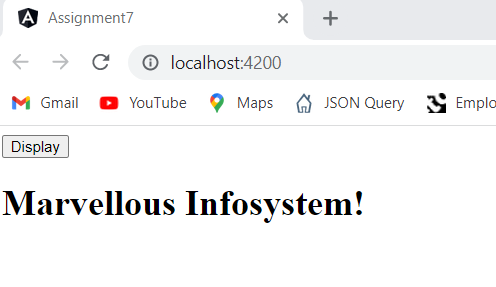 Assignment7
localhost:4200
Gmail YouTube Maps JSON Query Emplo
Display
Marvellous Infosystem!